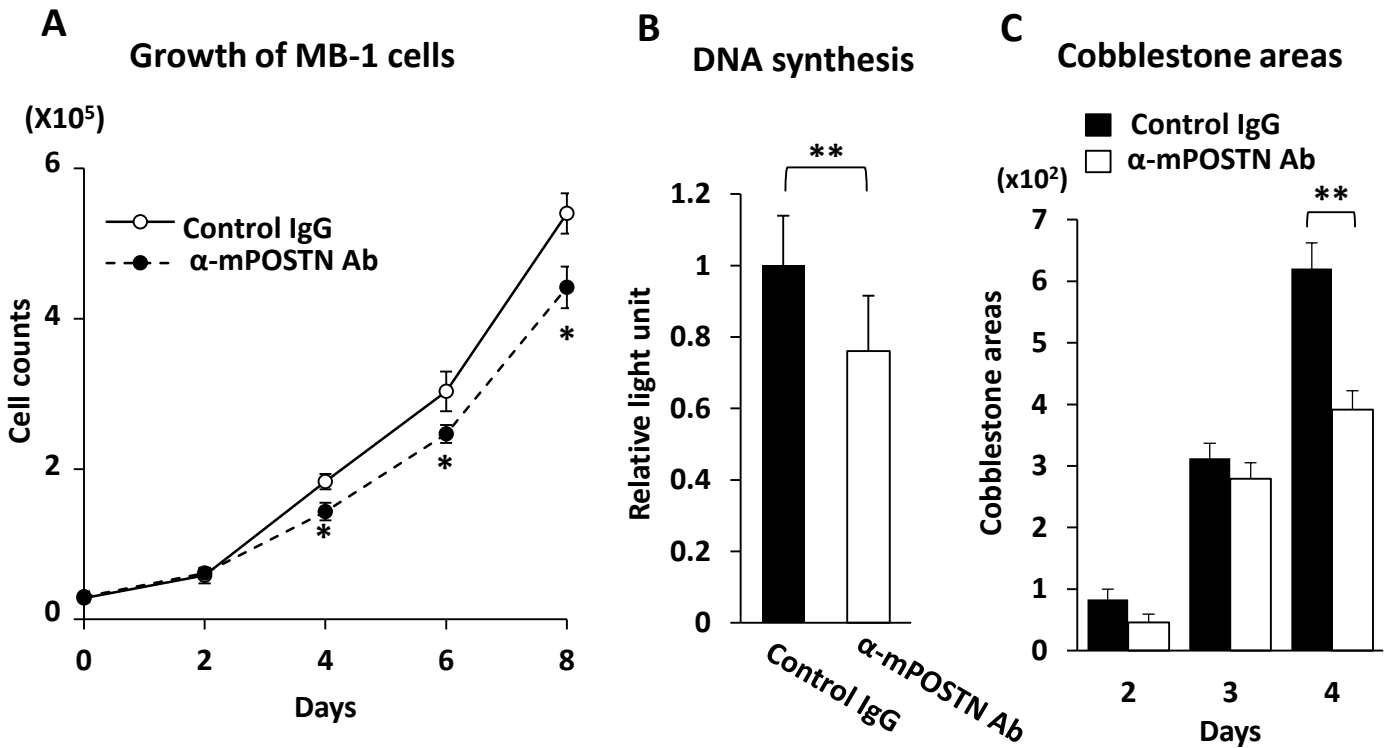 A
Growth of MB-1 cells
(X10⁵)
6
4
2
0
Cell counts
Control IgG
α-mPOSTN Ab
*
*
*
0 2 4 6 8
Days
B
DNA synthesis
**
1.2
1
0.8
0.6
0.4
0.2
0
Relative light unit
Control IgG
α-mPOSTN Ab
C
Cobblestone areas
Control IgG
α-mPOSTN Ab
(x10²)
**
7
6
5
4
3
2
1
0
Cobblestone areas
2 3 4
Days